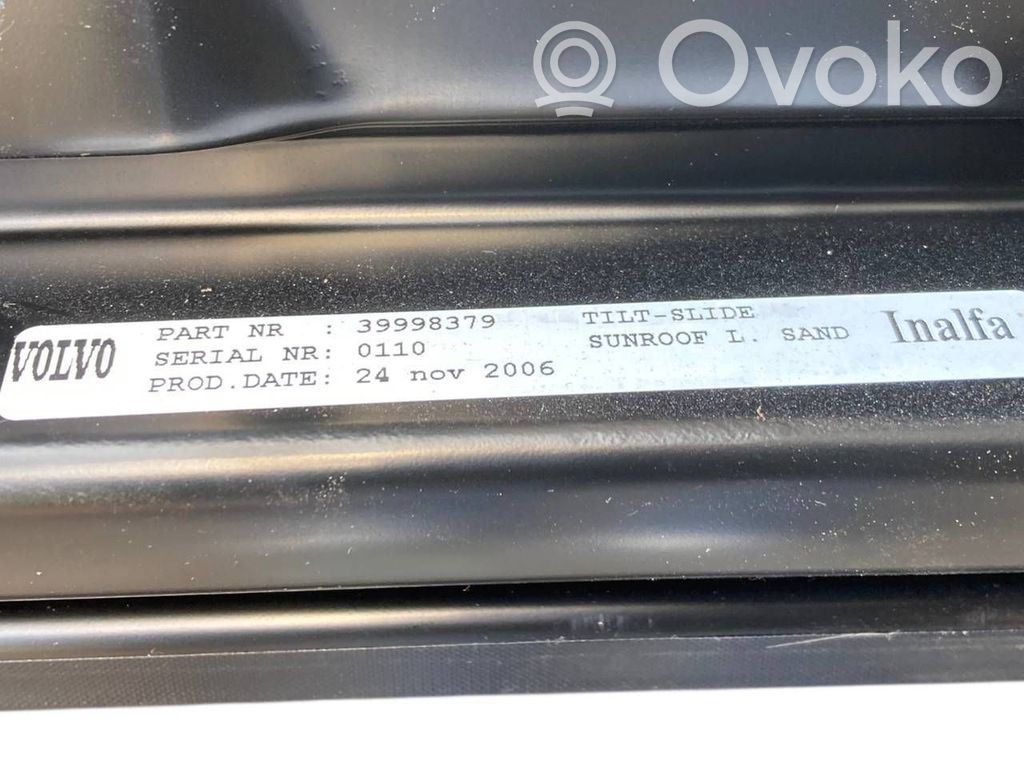 Ovoko
VOLVO
PART NR : 39998379 TILT-SLIDE
SERIAL NR: 0110 SUNROOF L. SAND
PROD.DATE: 24 nov 2006
Inalfa